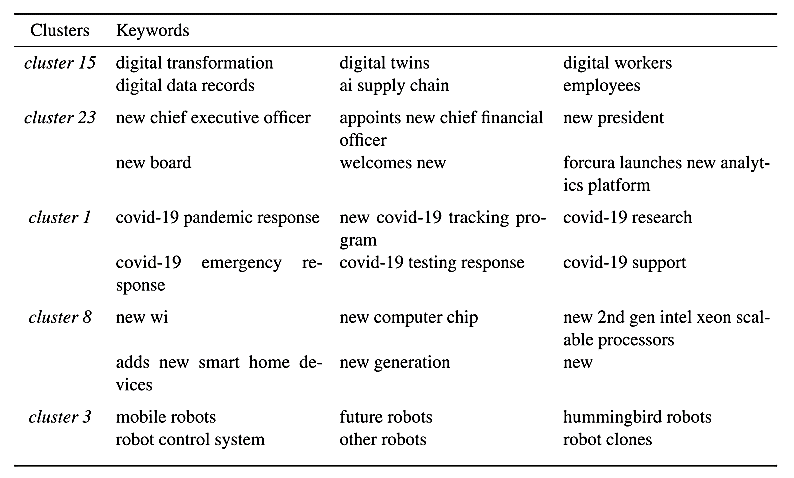 Clusters Keywords
cluster 15 digital transformation digital twins digital workers
digital data records ai supply chain employees
cluster 23 new chief executive officer appoints new chief financial new president
officer
new board welcomes new forcura launches new analyt-
ics platform
cluster 1 covid-19 pandemic response new covid-19 tracking pro- covid-19 research
gram
covid-19 emergency re- covid-19 testing response covid-19 support
sponse
cluster 8 new wi new computer chip new 2nd gen intel xeon scal-
able processors
adds new smart home de- new generation new
vices
cluster 3 mobile robots future robots hummingbird robots
robot control system other robots robot clones